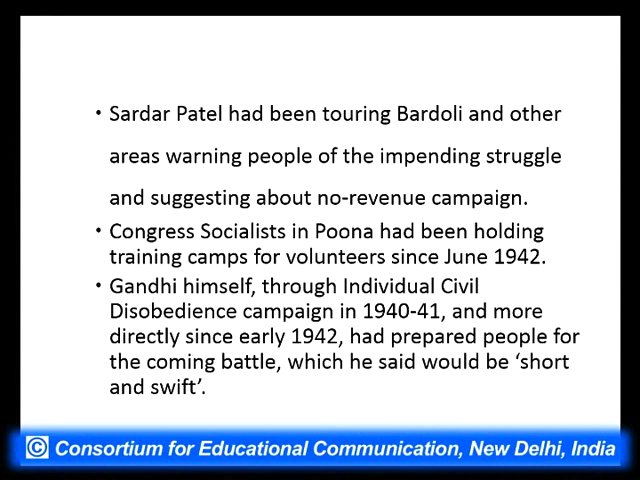 • Sardar Patel had been touring Bardoli and other
areas warning people of the impending struggle
and suggesting about no-revenue campaign.
• Congress Socialists in Poona had been holding
training camps for volunteers since June 1942.
• Gandhi himself, through Individual Civil
Disobedience campaign in 1940-41, and more
directly since early 1942, had prepared people for
the coming battle, which he said would be ‘short
and swift’.
© Consortium for Educational Communication, New Delhi, India